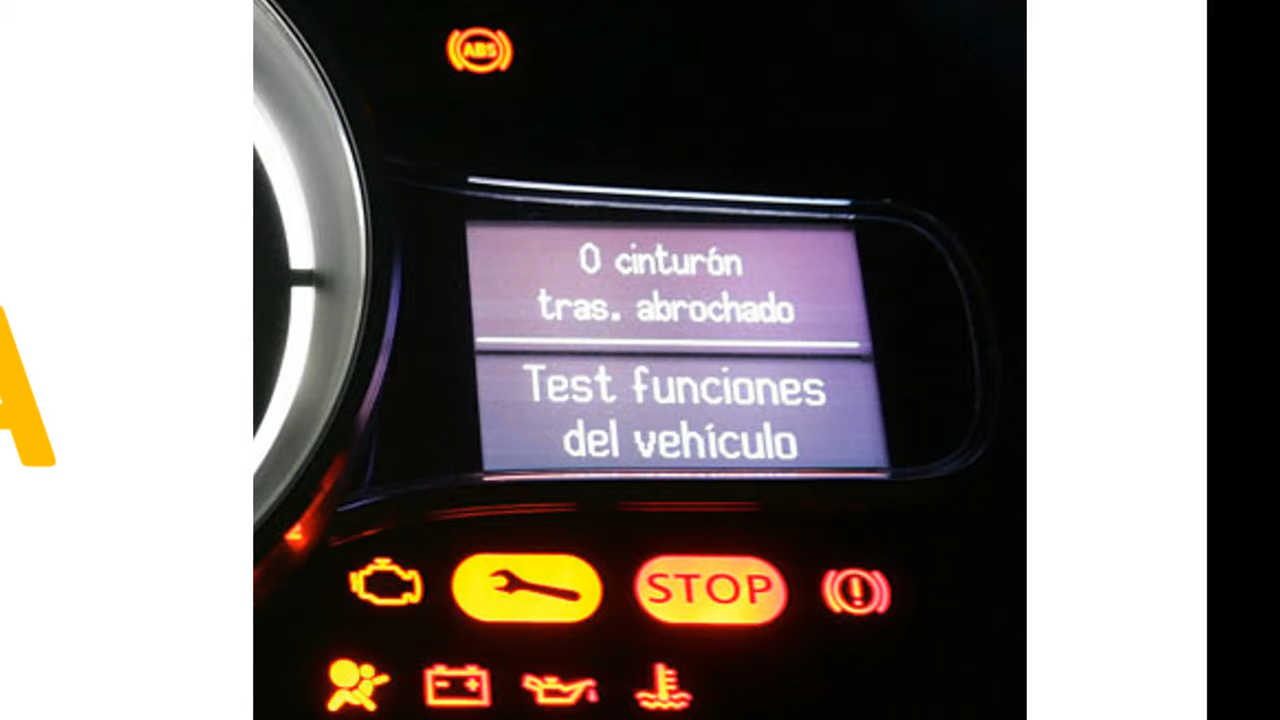 ABS
0 cinturón
tras. abrochado
Test funciones
del vehículo
STOP
A